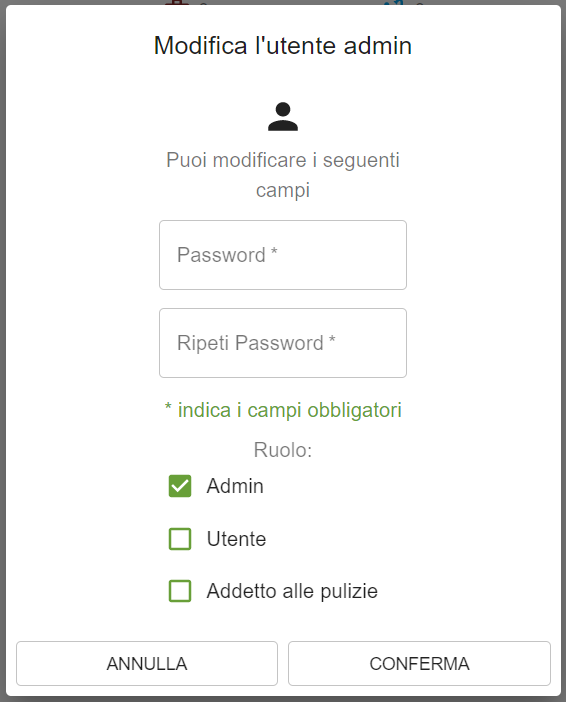 Modifica l'utente admin
Puoi modificare i seguenti
campi
Password *
Ripeti Password *
* indica i campi obbligatori
Ruolo:
Admin
Utente
Addetto alle pulizie
ANNULLA
CONFERMA